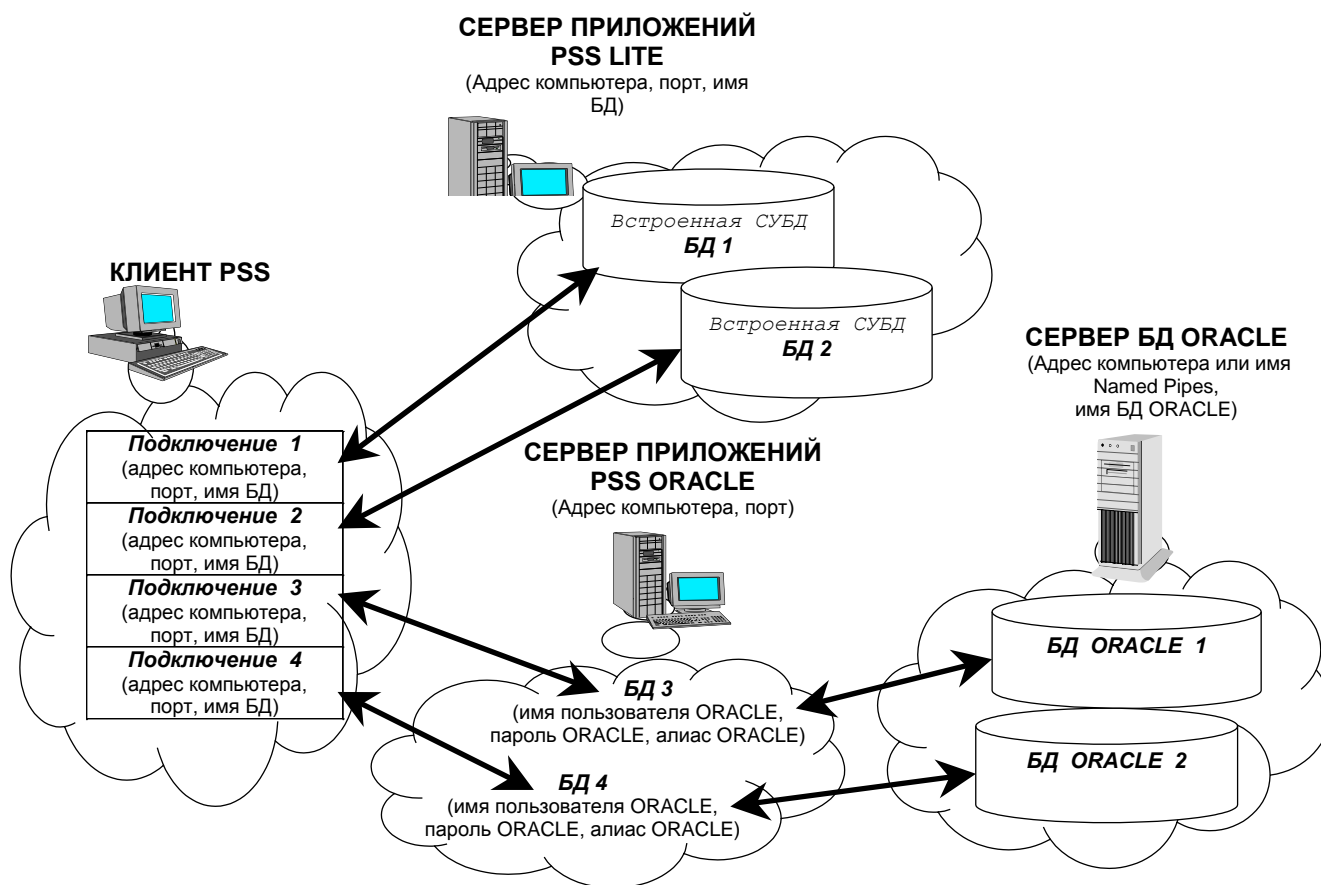 СЕРВЕР ПРИЛОЖЕНИЙ
PSS LITE
(Адрес компьютера, порт, имя
БД)
Встроенная СУБД
БД 1
Встроенная СУБД
БД 2
КЛИЕНТ PSS
Подключение 1
(адрес компьютера,
порт, имя БД)
Подключение 2
(адрес компьютера,
порт, имя БД)
Подключение 3
(адрес компьютера,
порт, имя БД)
Подключение 4
(адрес компьютера,
порт, имя БД)
СЕРВЕР ПРИЛОЖЕНИЙ
PSS ORACLE
(Адрес компьютера, порт)
БД 3
(имя пользователя ORACLE,
пароль ORACLE, алиас ORACLE)
БД 4
(имя пользователя ORACLE,
пароль ORACLE, алиас ORACLE)
СЕРВЕР БД ORACLE
(Адрес компьютера или имя
Named Pipes,
имя БД ORACLE)
БД ORACLE 1
БД ORACLE 2